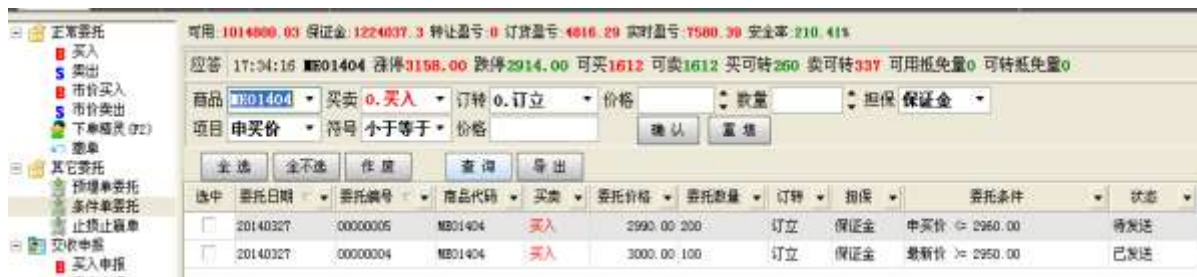 正常委托
B 买入
S 卖出
B 市价买入
S 市价卖出
下单精灵(F2)
撤单
其它委托
预埋单委托
条件单委托
止损止赢单
交收申报
B 买入申报
可用:1014800.03 保证金:1224037.3 转让盈亏:0 订货盈亏:4816.29 实时盈亏:7580.39 安全率:210.41%
应答 17:34:16 ME01404 涨停3158.00 跌停2914.00 可买1612 可卖1612 买可转260 卖可转337 可用抵免量0 可转抵免量0
商品 ME01404 买卖 0.买入 订转 0.订立 价格 数量 担保 保证金
项目 申买价 符号 小于等于 价格 确认 重填
全选 全不选 作废 查询 导出
选中 委托日期 委托编号 商品代码 买卖 委托价格 委托数量 订转 担保 委托条件 状态
20140327 00000005 ME01404 买入 2990.00 200 订立 保证金 申买价 <= 2960.00 待发送
20140327 00000004 ME01404 买入 3000.00 100 订立 保证金 最新价 >= 2950.00 已发送